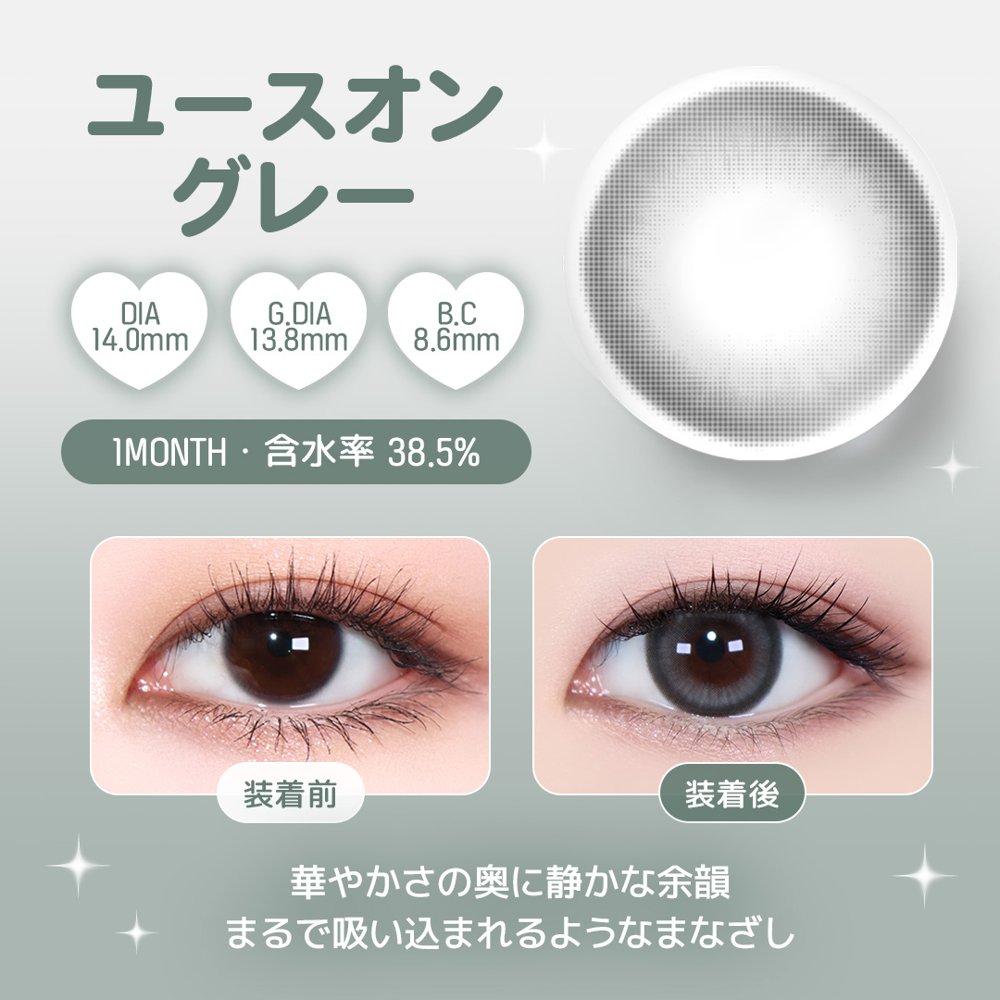 ユースオン
グレー
DIA
14.0mm
G.DIA
13.8mm
B.C
8.6mm
1MONTH・含水率 38.5%
装着前
装着後
華やかさの奥に静かな余韻
まるで吸い込まれるようなまなざし